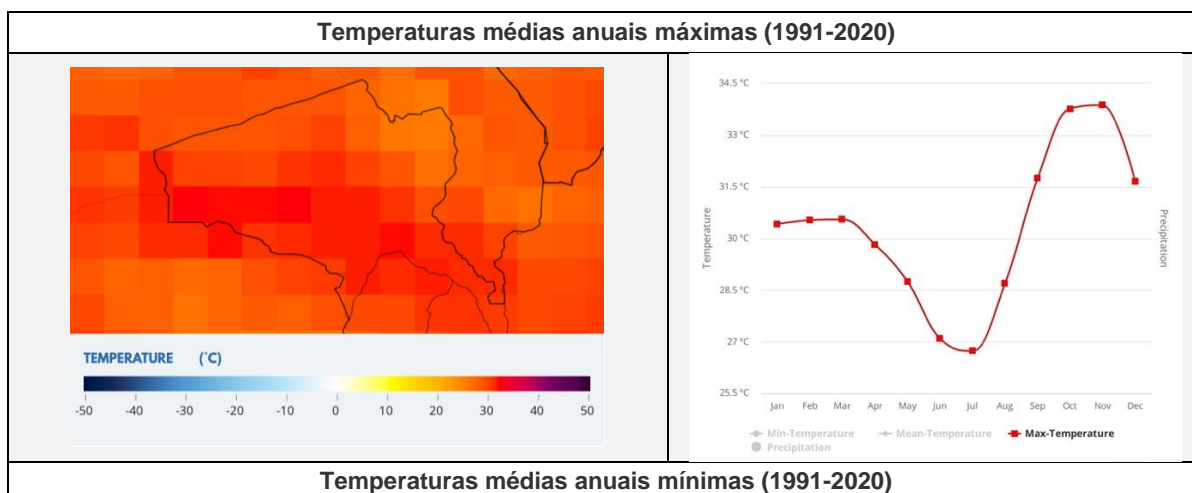 Temperaturas médias anuais máximas (1991-2020)
TEMPERATURE (°C)
-50 -40 -30 -20 -10 0 10 20 30 40 50
34.5 °C
33 °C
31.5 °C
30 °C
28.5 °C
27 °C
25.5 °C
Temperature
Precipitation
Jan Feb Mar Apr May Jun Jul Aug Sep Oct Nov Dec
Min-Temperature Mean-Temperature Max-Temperature
Precipitation
Temperaturas médias anuais mínimas (1991-2020)